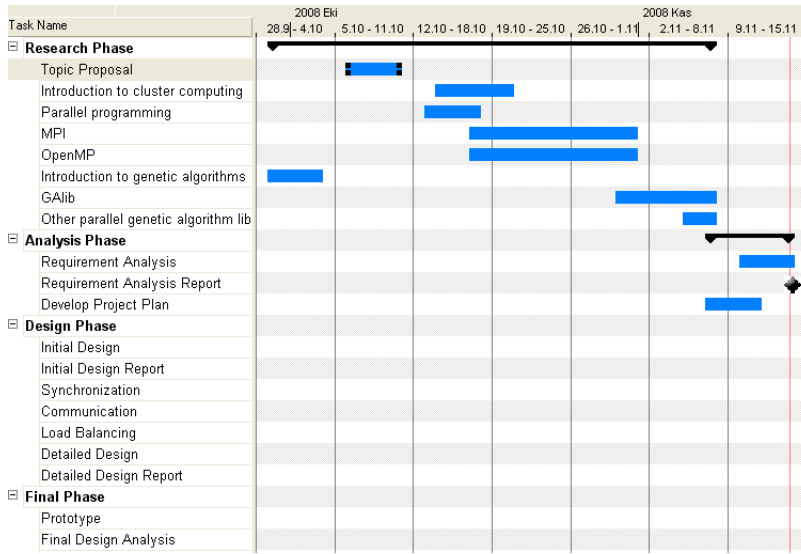 2008 Eki 2008 Kas
Task Name
28.9 - 4.10 5.10 - 11.10 12.10 - 18.10 19.10 - 25.10 26.10 - 1.11 2.11 - 8.11 9.11 - 15.11
Research Phase
Topic Proposal
Introduction to cluster computing
Parallel programming
MPI
OpenMP
Introduction to genetic algorithms
GAlib
Other parallel genetic algorithm lib
Analysis Phase
Requirement Analysis
Requirement Analysis Report
Develop Project Plan
Design Phase
Initial Design
Initial Design Report
Synchronization
Communication
Load Balancing
Detailed Design
Detailed Design Report
Final Phase
Prototype
Final Design Analysis